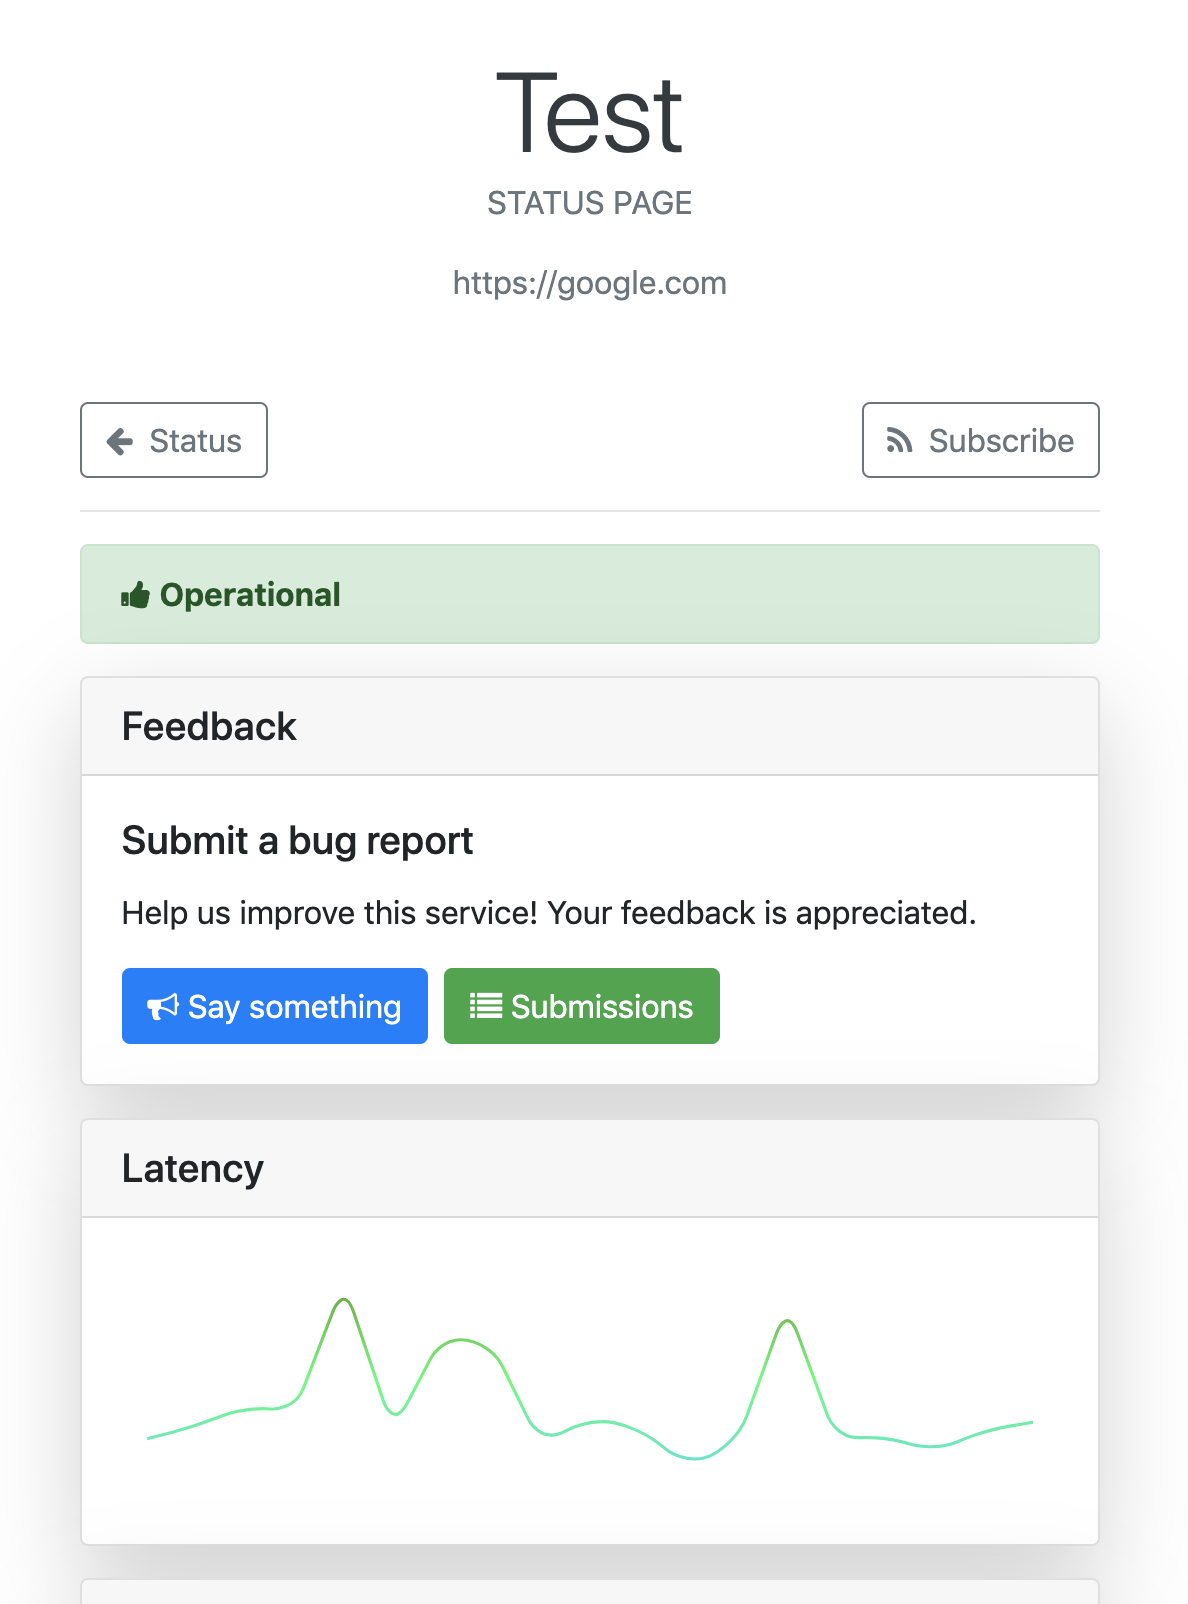 Test
STATUS PAGE
https://google.com
Status
Subscribe
Operational
Feedback
Submit a bug report
Help us improve this service! Your feedback is appreciated.
Say something
Submissions
Latency